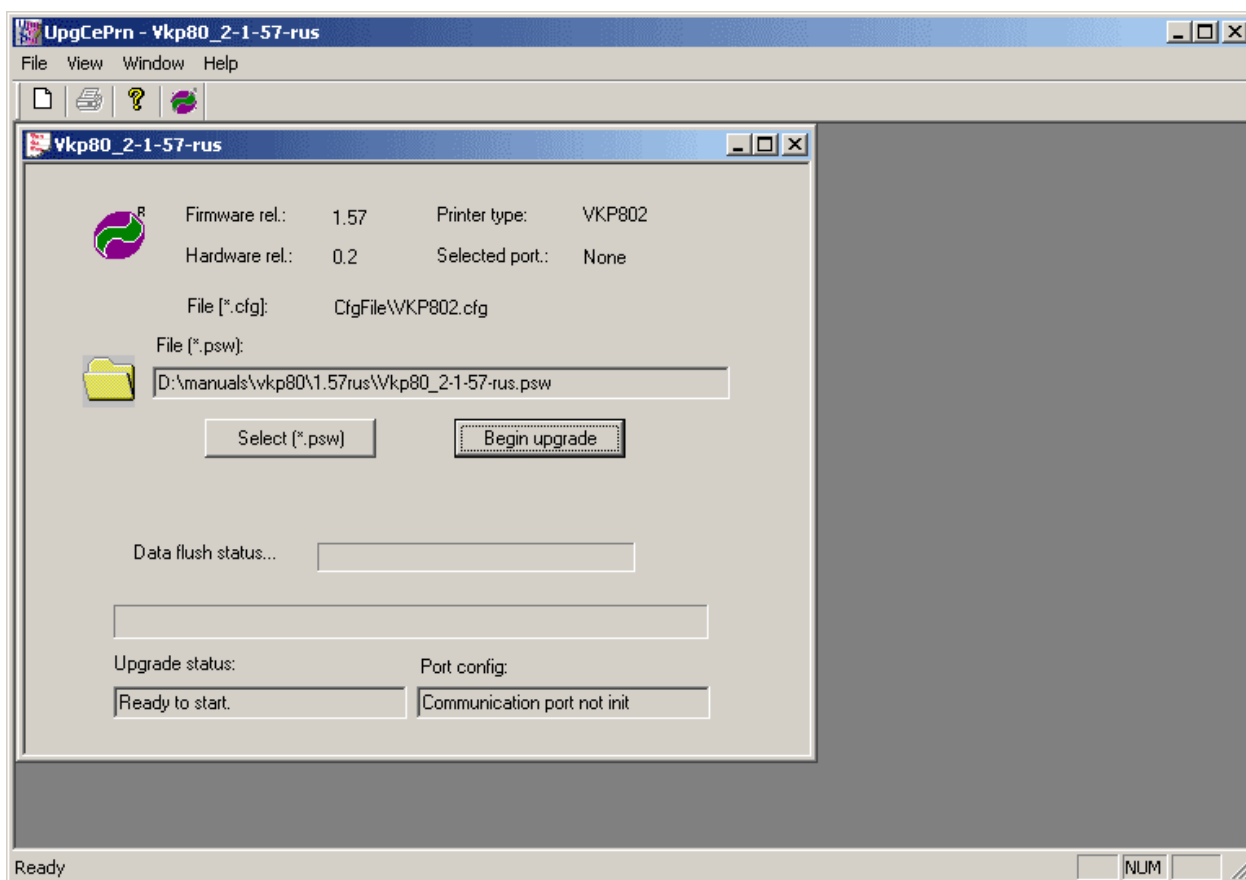 UpgCePrn - Vkp80_2-1-57-rus
File View Window Help
Vkp80_2-1-57-rus
R
Firmware rel.: 1.57 Printer type: VKP802
Hardware rel.: 0.2 Selected port.: None
File [*.cfg]: CfgFile\VKP802.cfg
File (*.psw):
D:\manuals\vkp80\1.57rus\Vkp80_2-1-57-rus.psw
Select (*.psw) Begin upgrade
Data flush status...
Upgrade status: Port config:
Ready to start. Communication port not init
Ready NUM